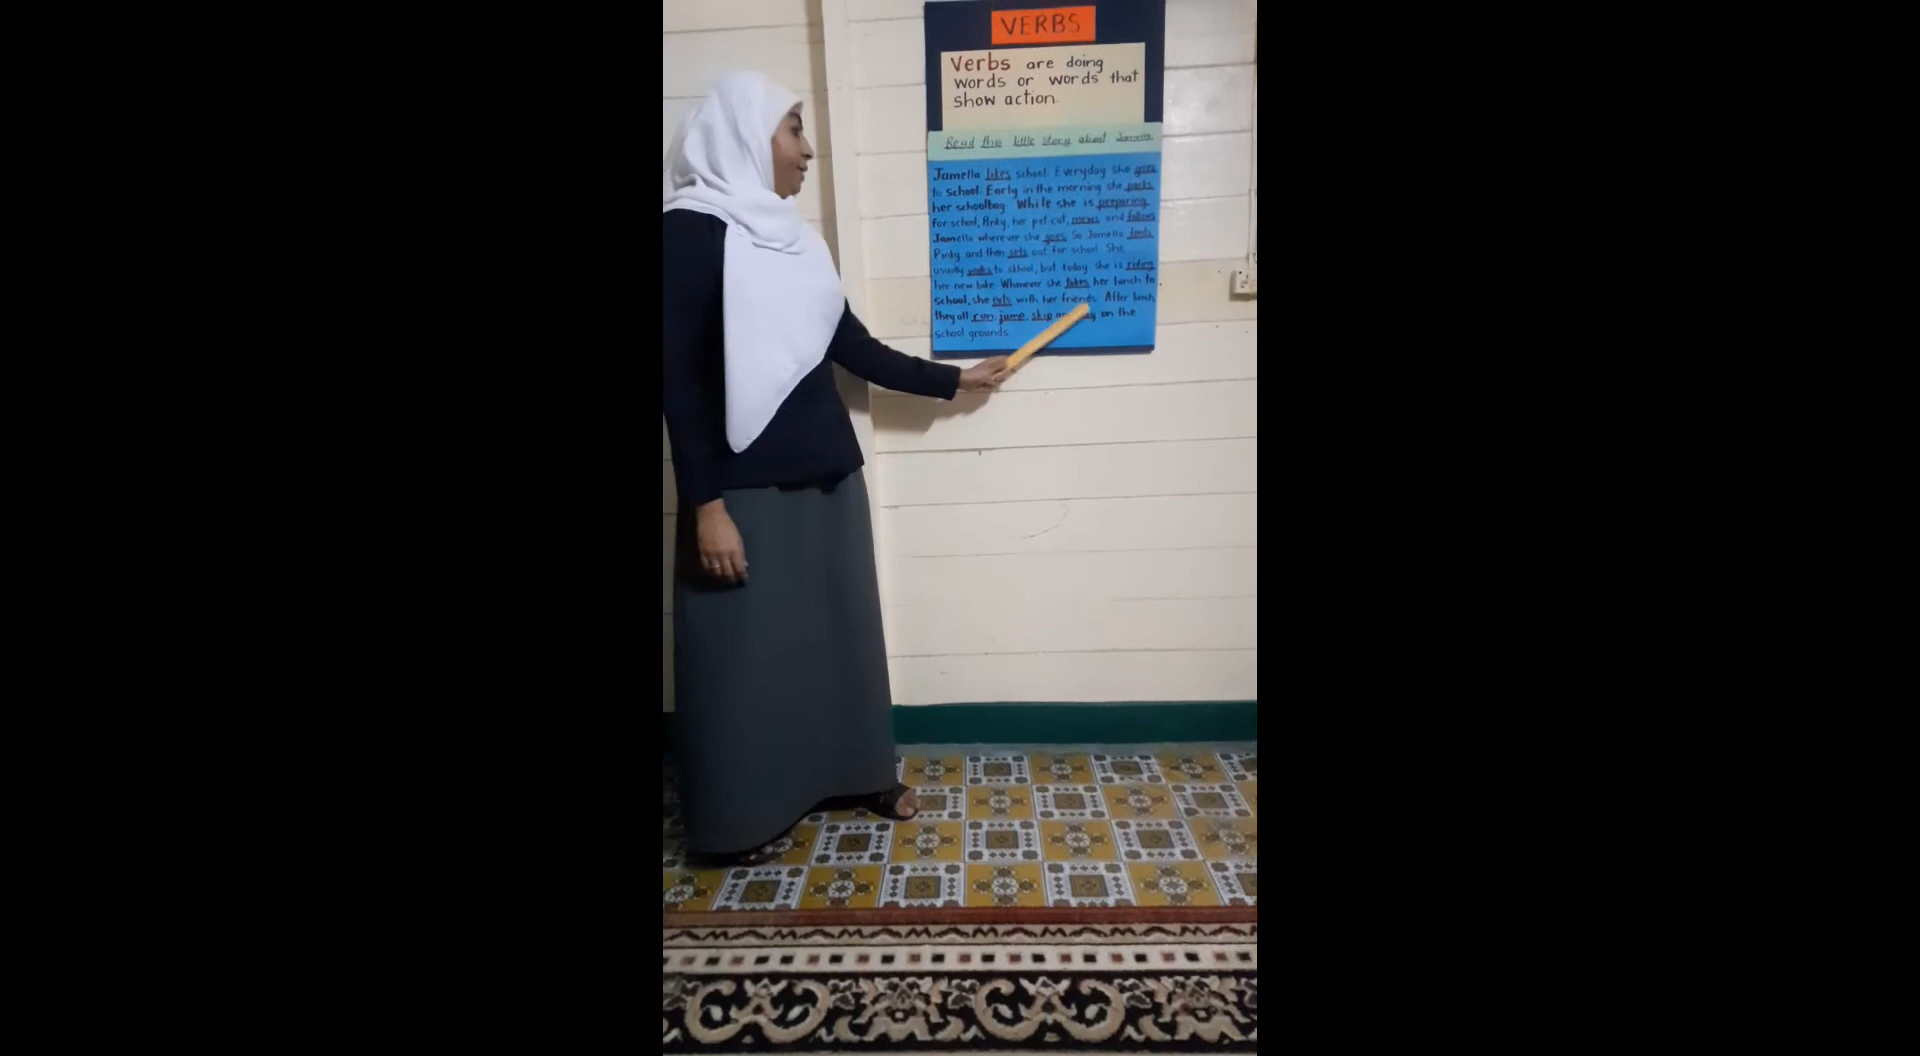 VERBS
Verbs are doing
words or words that
show action.
Read this little story about Jamella.
Jamella likes school. Everyday she goes
to school. Early in the morning she packs
her schoolbag. While she is preparing
for school, Pinky, her pet cat, mews and follows
Jamella wherever she goes. So Jamella feeds
Pinky and then sets out for school. She
usually walks to school, but today she is riding
her new bike. Whenever she takes her lunch to
school, she eats with her friends. After lunch
they all run, jump, skip on the
school grounds.